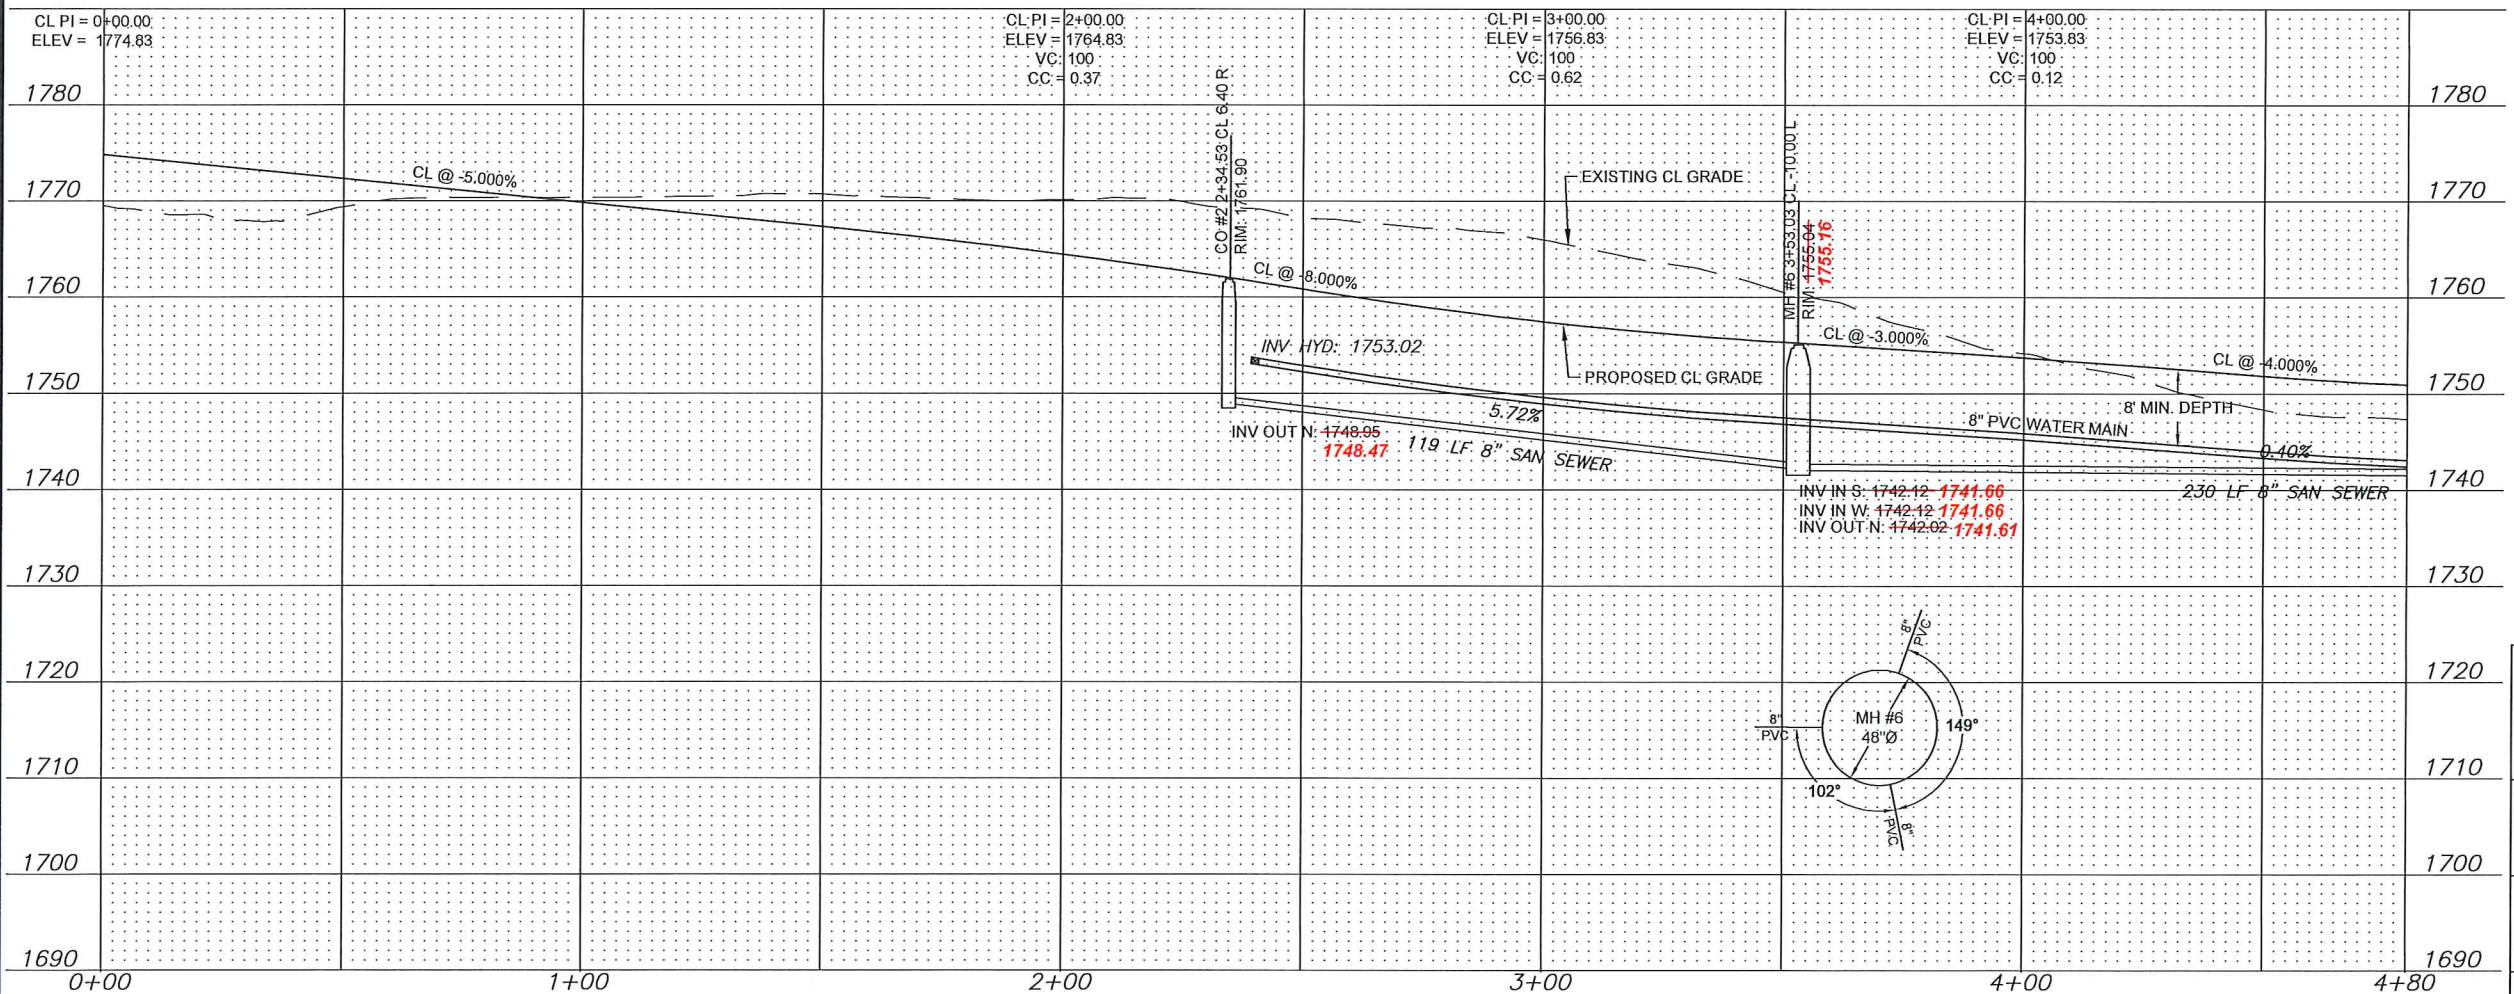 CL PI = 0+00.00
ELEV = 1774.83
CL PI = 2+00.00
ELEV = 1764.83
VC: 100
CC = 0.37
CL PI = 3+00.00
ELEV = 1756.83
VC: 100
CC = 0.62
CL PI = 4+00.00
ELEV = 1753.83
VC: 100
CC = 0.12
1780
1780
CO #2 2+34.53 CL 6.40 R
RIM: 1761.90
MH #6 3+53.03 CL -10.00 L
RIM: 1755.04
1755.16
1770
CL @ -5.000%
EXISTING CL GRADE
1770
1760
CL @ -8.000%
1760
CL @ -3.000%
INV HYD: 1753.02
CL @ -4.000%
1750
PROPOSED CL GRADE
1750
5.72%
8' MIN. DEPTH
8" PVC WATER MAIN
INV OUT N: 1748.95
1748.47
119 LF 8" SAN SEWER
0.40%
1740
1740
INV IN S: 1742.12 1741.66
230 LF 8" SAN SEWER
INV IN W: 1742.12 1741.66
INV OUT N: 1742.02 1741.61
1730
1730
8"
PVC
1720
1720
8"
PVC
MH #6
48"Ø
149°
1710
1710
102°
8"
PVC
1700
1700
1690
1690
0+00
1+00
2+00
3+00
4+00
4+80